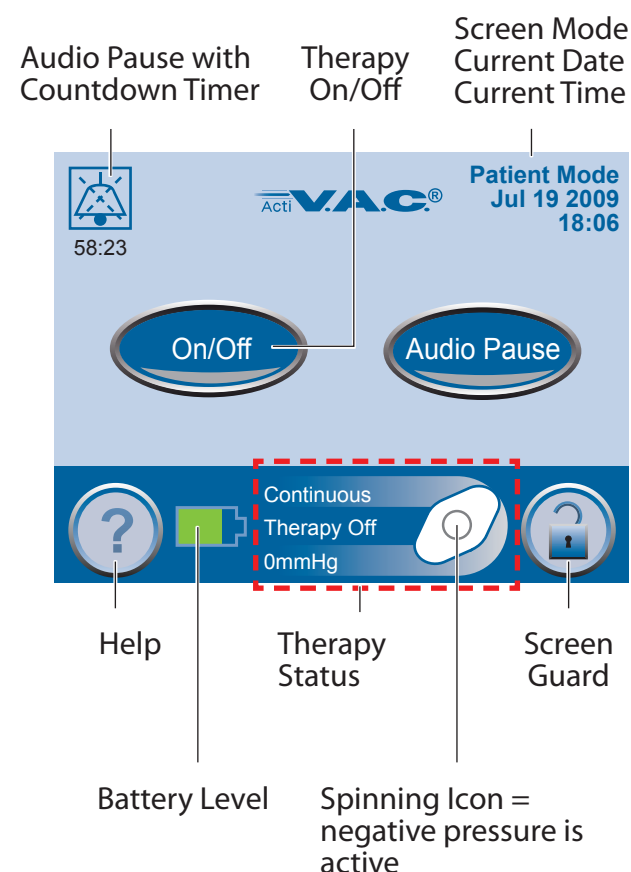 Audio Pause with
Countdown Timer
Therapy
On/Off
Screen Mode
Current Date
Current Time
58:23
Acti V.A.C.®
Patient Mode
Jul 19 2009
18:06
On/Off
Audio Pause
?
Continuous
Therapy Off
0mmHg
Help
Therapy
Status
Screen
Guard
Battery Level
Spinning Icon =
negative pressure is
active